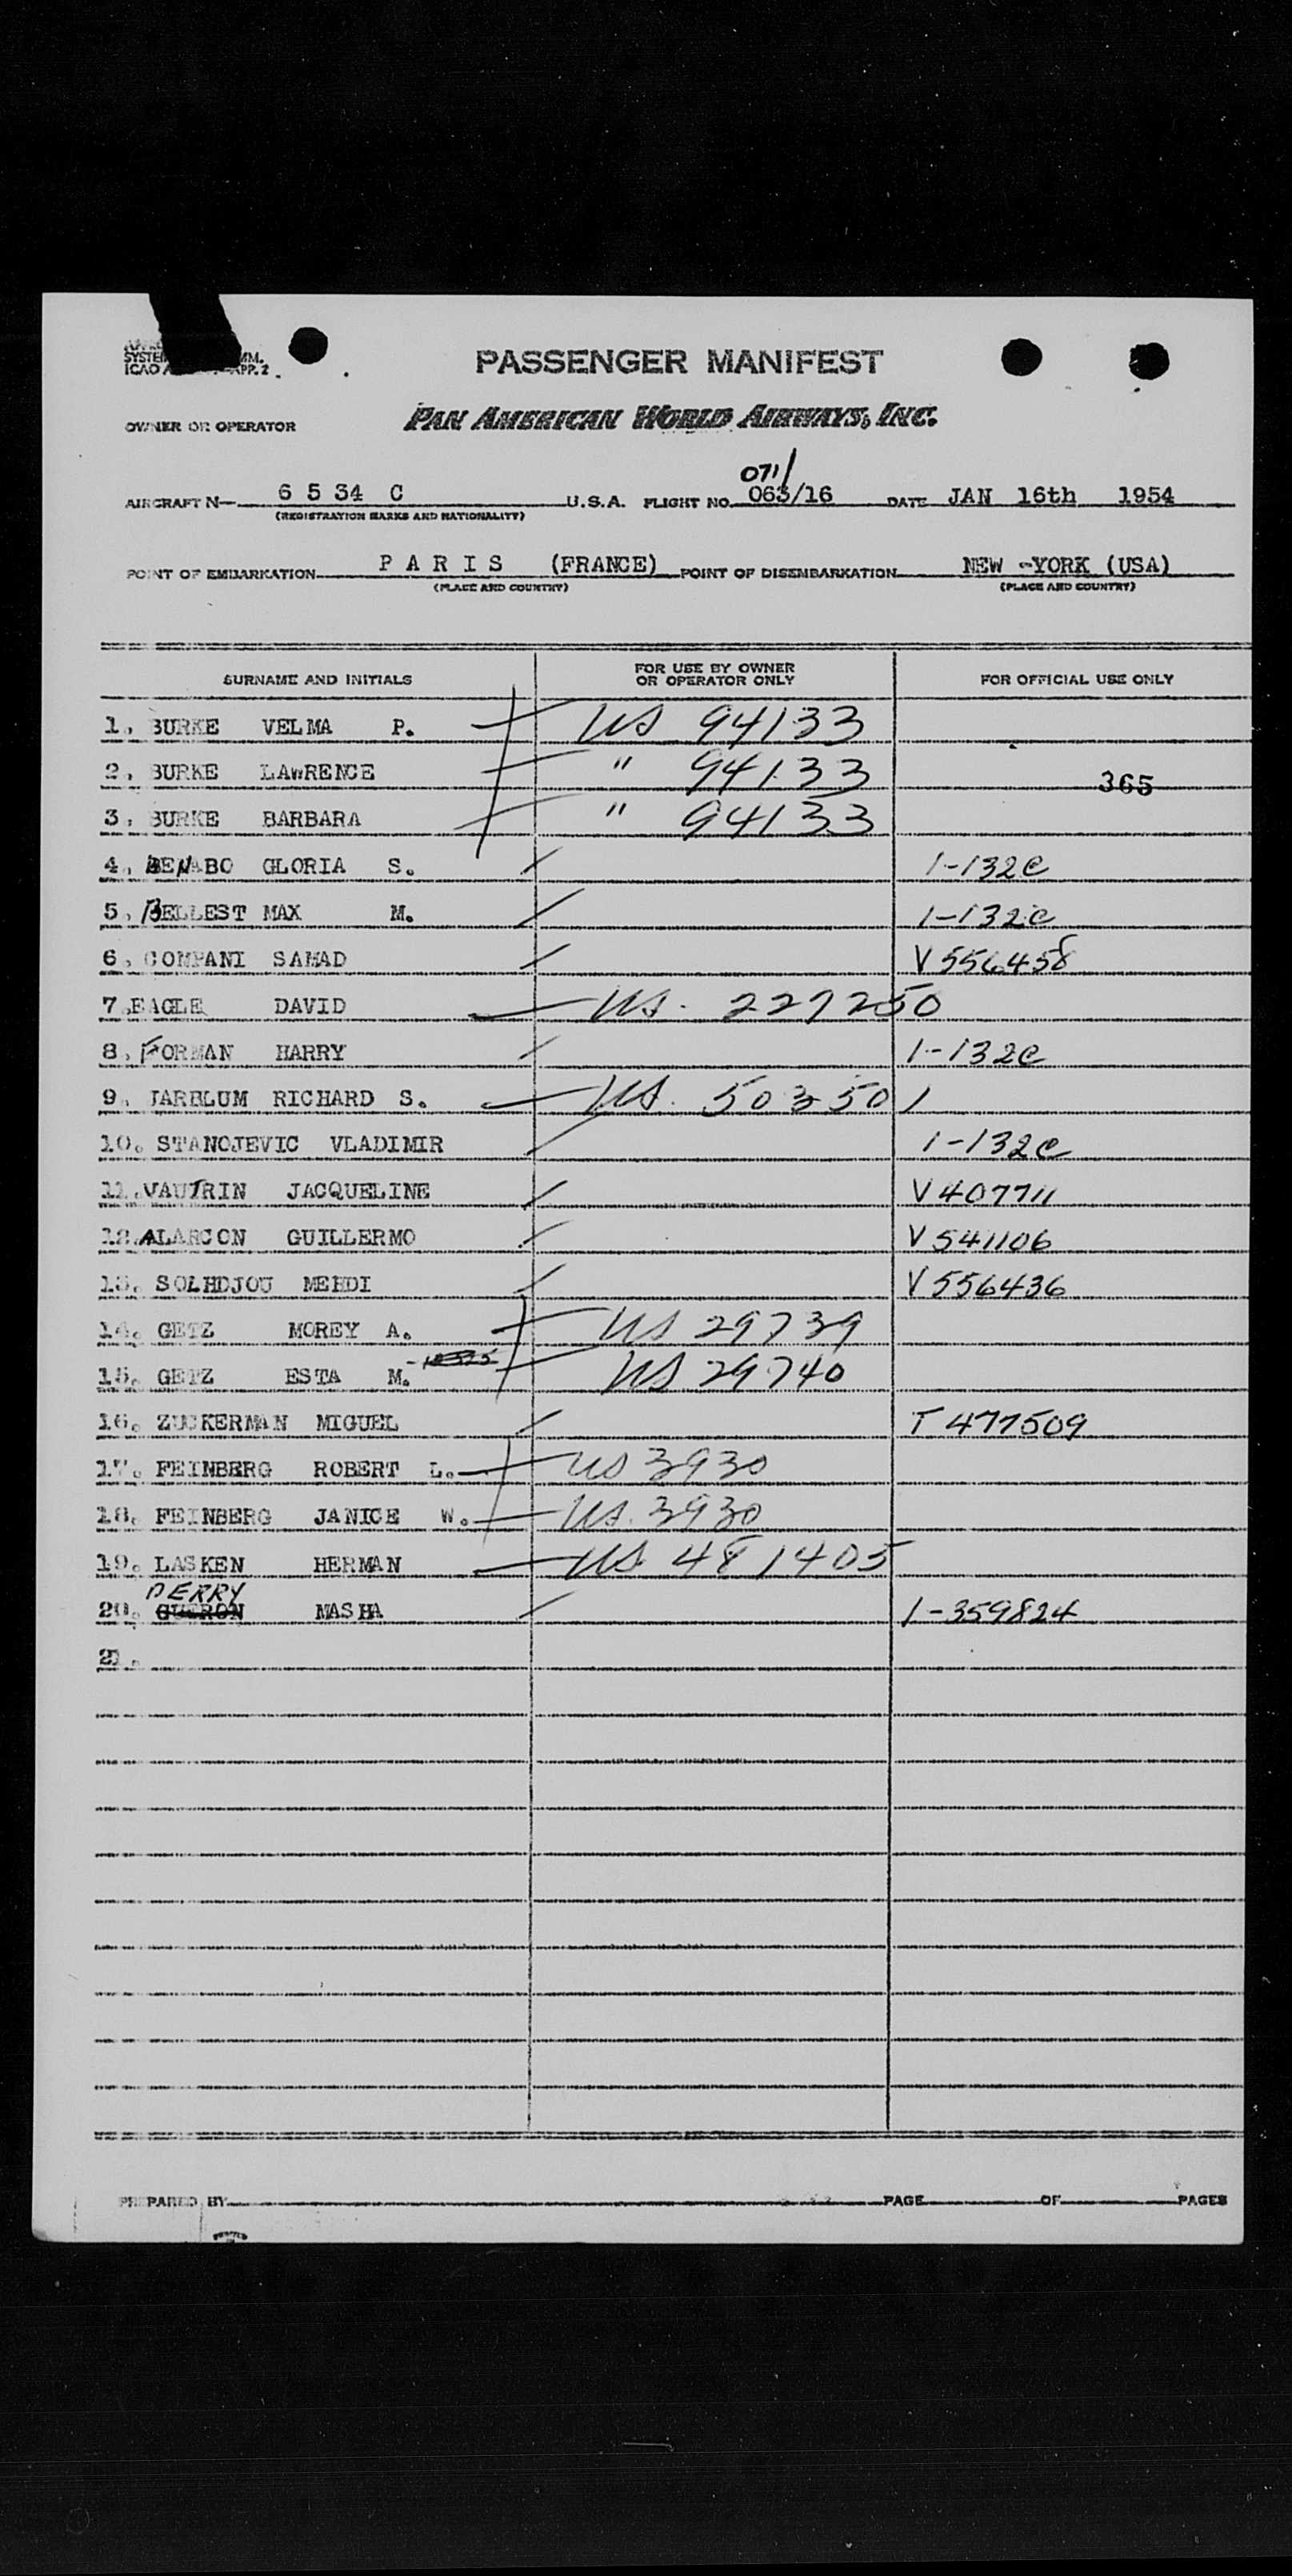 SYSTE MM.
ICAO A PP. 2
PASSENGER MANIFEST
OWNER OR OPERATOR PAN AMERICAN WORLD AIRWAYS, INC.
071/
AIRCRAFT N— 6 5 34 C U.S.A. FLIGHT NO. 063/16 DATE JAN 16th 1954
(REGISTRATION MARKS AND NATIONALITY)
POINT OF EMBARKATION P A R I S (FRANCE) POINT OF DISEMBARKATION NEW -YORK (USA)
(PLACE AND COUNTRY) (PLACE AND COUNTRY)
SURNAME AND INITIALS FOR USE BY OWNER OR OPERATOR ONLY FOR OFFICIAL USE ONLY
1. BURKE VELMA P. US 94133
2. BURKE LAWRENCE " 94133 365
3. BURKE BARBARA " 94133
4. BENABO GLORIA S. 1-132c
5. BELLEST MAX M. 1-132c
6. COMPANI SAMAD V556458
7. EAGLE DAVID US. 227250
8. FORMAN HARRY 1-132c
9. JARBLUM RICHARD S. US. 503501
10. STANOJEVIC VLADIMIR 1-132c
11. VAUTRIN JACQUELINE V407711
12. ALARCON GUILLERMO V541106
13. SOLHDJOU MEHDI V556436
14. GETZ MOREY A. US 29739
15. GETZ ESTA M. US 29740
16. ZUCKERMAN MIGUEL T477509
17. FEINBERG ROBERT L. US 3930
18. FEINBERG JANICE W. US. 3930
19. LASKEN HERMAN US 481405
PERRY
20. GUERON MASHA 1-359824
21.
PREPARED BY PAGE OF PAGES